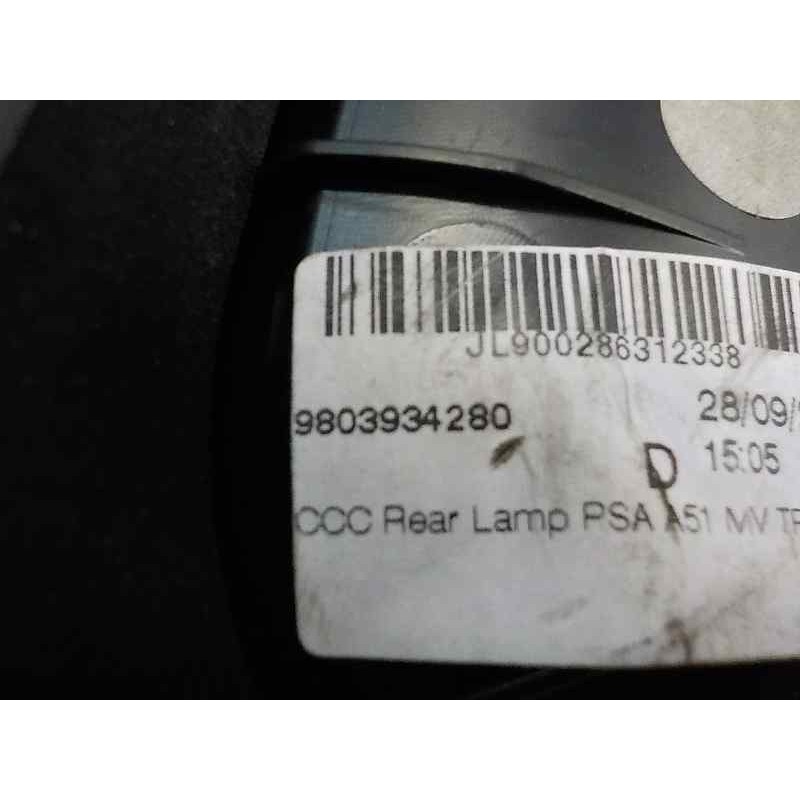 JL900286312338
9803934280 28/09/
D 15:05
CCC Rear Lamp PSA A51 MV